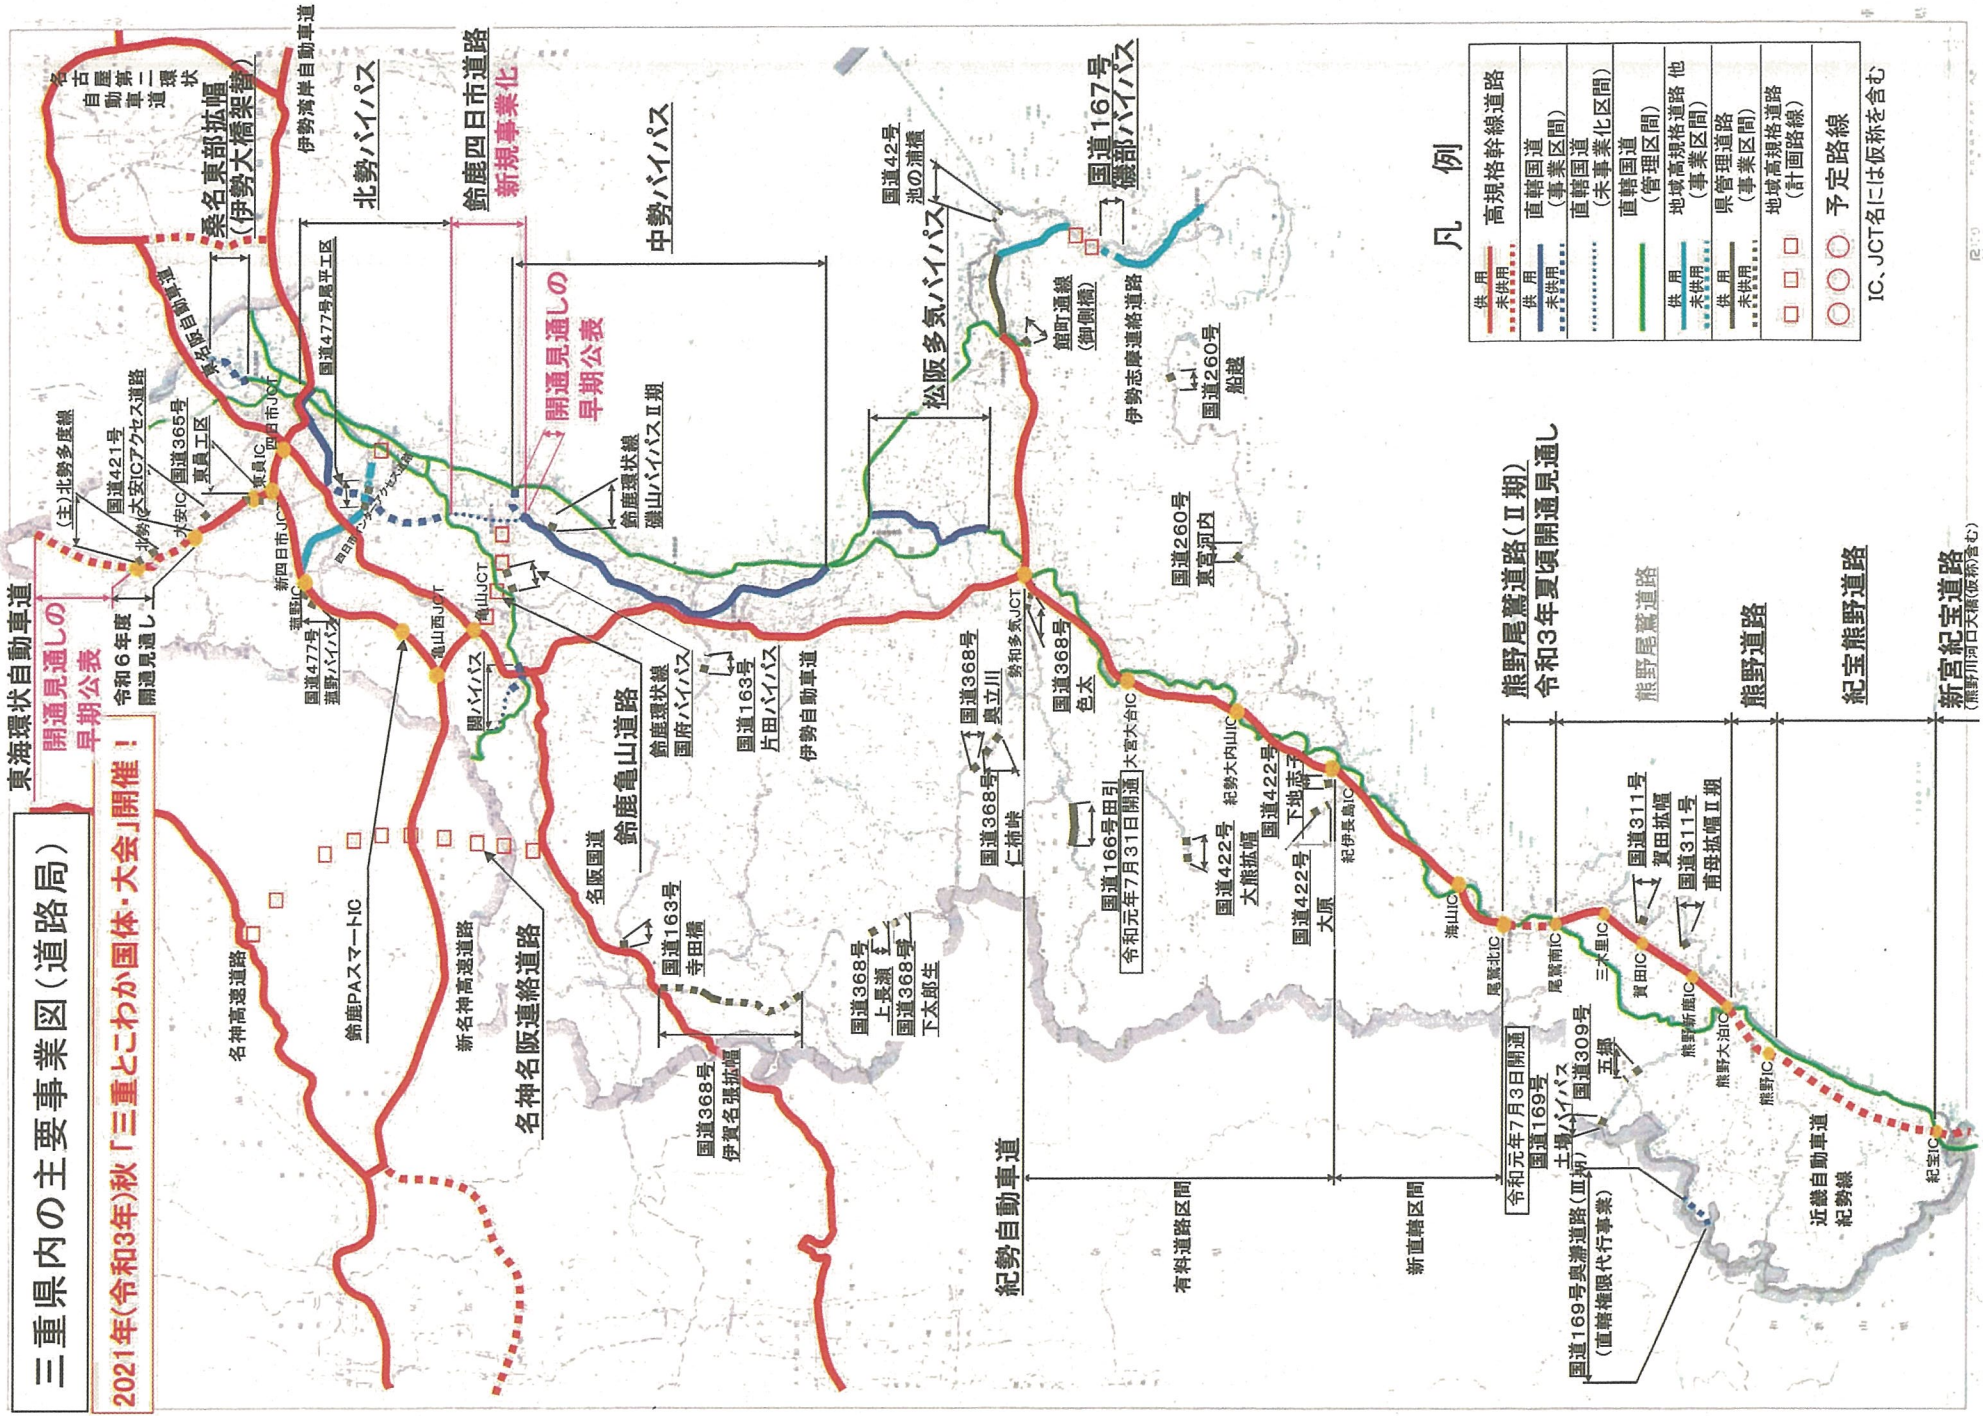 三重県内の主要事業図(道路局)
2021年(令和3年)秋「三重とこわか国体・大会」開催!
東海環状自動車道
開通見通しの
早期公表
令和6年度
開通見通し
(主)北勢多度線
国道421号
大安ICアクセス道路
国道365号
東員工区
大安IC
東員IC
四日市JCT
新四日市JCT
菰野IC
国道477号
菰野バイパス
東名阪自動車道
名古屋第二環状
自動車道
桑名東部拡幅
(伊勢大橋架替)
伊勢湾岸自動車道
北勢バイパス
国道477号尾平工区
鈴鹿四日市道路
新規事業化
中勢バイパス
開通見通しの
早期公表
鈴鹿環状線
磯山バイパスⅡ期
亀山西JCT
亀山JCT
関バイパス
鈴鹿亀山道路
鈴鹿環状線
国府バイパス
国道163号
片田バイパス
伊勢自動車道
名神高速道路
鈴鹿PAスマートIC
新名神高速道路
名神名阪連絡道路
名阪国道
国道163号
寺田橋
国道368号
伊賀名張拡幅
国道368号
上長瀬
国道368号
下太郎生
国道368号
奥立川
国道368号
仁柿峠
勢和多気JCT
国道368号
色太
松阪多気バイパス
国道42号
池の浦橋
国道167号
磯部バイパス
館町通線
(御側橋)
伊勢志摩連絡道路
国道260号
船越
国道260号
東宮河内
国道166号田引
令和元年7月31日開通
大宮大台IC
紀勢大内山IC
国道422号
大熊拡幅
国道422号
下地志子
国道422号
大原
紀伊長島IC
海山IC
尾鷲北IC
尾鷲南IC
三木里IC
賀田IC
熊野新鹿IC
熊野大泊IC
熊野IC
紀宝IC
紀勢自動車道
有料道路区間
新直轄区間
令和元年7月3日開通
熊野尾鷲道路(Ⅱ期)
令和3年夏頃開通見通し
熊野尾鷲道路
熊野道路
紀宝熊野道路
新宮紀宝道路
(熊野川河口大橋(仮称)含む)
国道311号
賀田拡幅
国道311号
甫母拡幅Ⅱ期
国道309号
五郷
国道169号
土場バイパス
国道169号奥瀞道路(Ⅲ期)
(直轄権限代行事業)
近畿自動車道
紀勢線
凡 例
供 用
未供用
高規格幹線道路
供 用
未供用
直轄国道
(事業区間)
直轄国道
(未事業化区間)
直轄国道
(管理区間)
供 用
未供用
地域高規格道路 他
(事業区間)
供 用
未供用
県管理道路
(事業区間)
地域高規格道路
(計画路線)
予定路線
IC、JCT名には仮称を含む